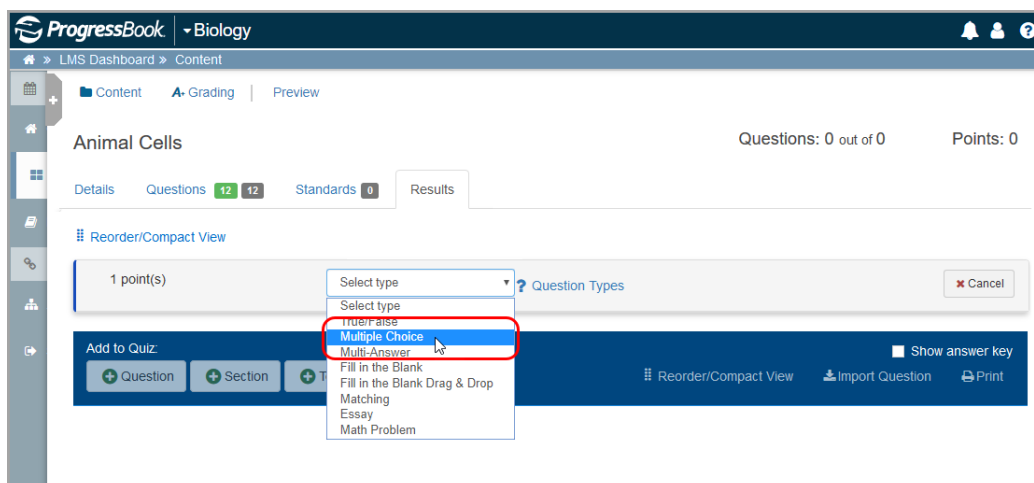 ProgressBook Biology
» LMS Dashboard » Content
Content A+ Grading | Preview
Animal Cells Questions: 0 out of 0 Points: 0
Details Questions 12 12 Standards 0 Results
Reorder/Compact View
1 point(s) Select type ? Question Types × Cancel
Select type
True/False
Multiple Choice
Multi-Answer
Fill in the Blank
Fill in the Blank Drag & Drop
Matching
Essay
Math Problem
Add to Quiz: Show answer key
Question Section T Reorder/Compact View Import Question Print